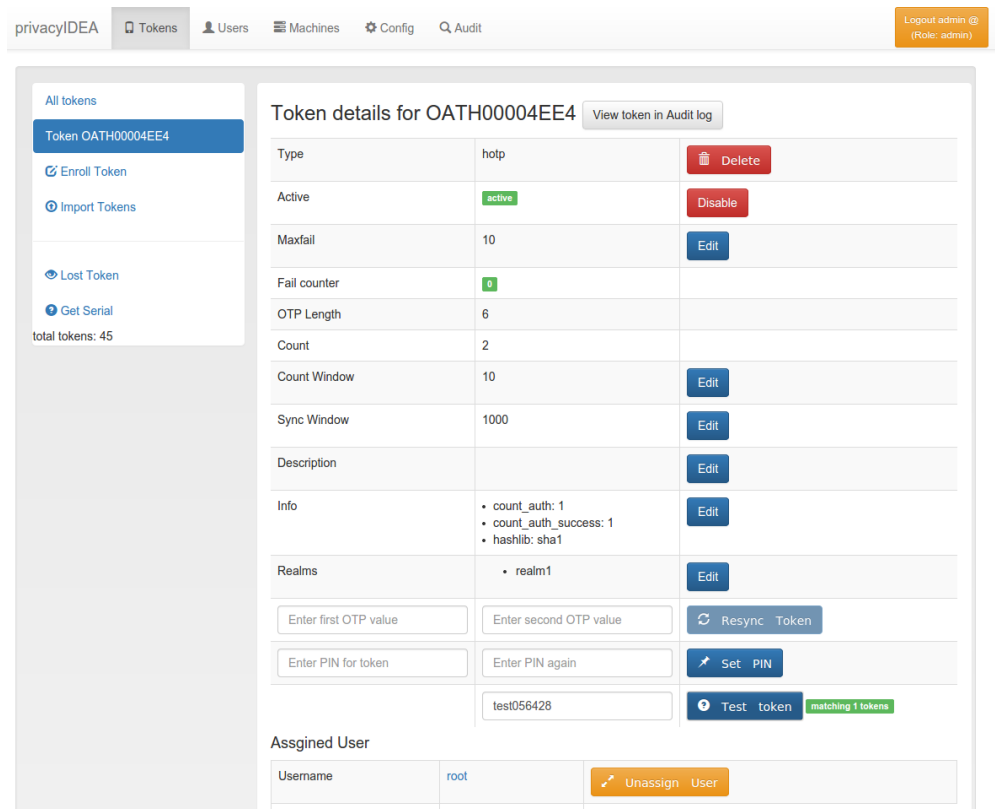 privacyIDEA Tokens Users Machines Config Audit Logout admin @
(Role: admin)
All tokens
Token OATH00004EE4
Enroll Token
Import Tokens
Lost Token
Get Serial
total tokens: 45
Token details for OATH00004EE4 View token in Audit log
Type hotp Delete
Active active Disable
Maxfail 10 Edit
Fail counter 0
OTP Length 6
Count 2
Count Window 10 Edit
Sync Window 1000 Edit
Description Edit
Info • count_auth: 1 Edit
• count_auth_success: 1
• hashlib: sha1
Realms • realm1 Edit
Enter first OTP value Enter second OTP value Resync Token
Enter PIN for token Enter PIN again Set PIN
test056428 Test token matching 1 tokens
Assgined User
Username root Unassign User